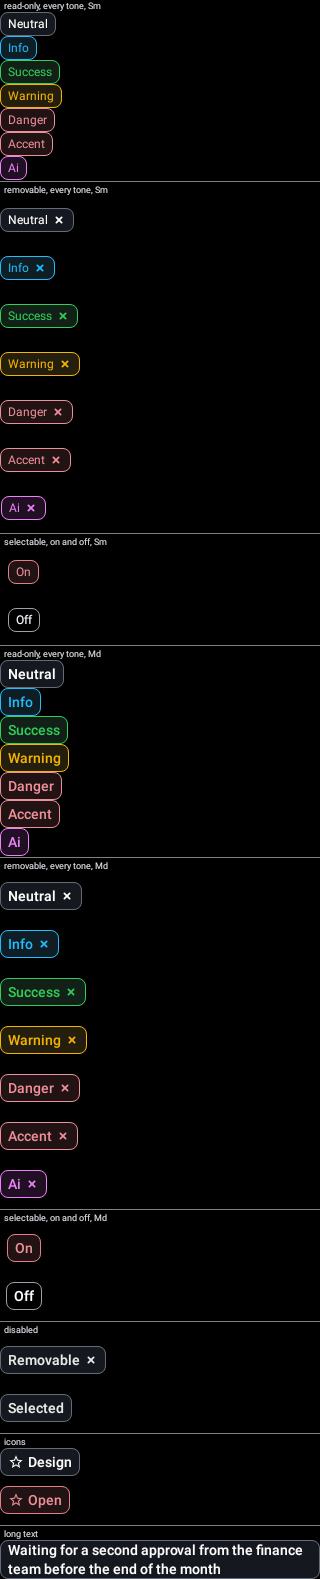 read-only, every tone, Sm
Neutral
Info
Success
Warning
Danger
Accent
Ai
removable, every tone, Sm
Neutral ×
Info ×
Success ×
Warning ×
Danger ×
Accent ×
Ai ×
selectable, on and off, Sm
On
Off
read-only, every tone, Md
Neutral
Info
Success
Warning
Danger
Accent
Ai
removable, every tone, Md
Neutral ×
Info ×
Success ×
Warning ×
Danger ×
Accent ×
Ai ×
selectable, on and off, Md
On
Off
disabled
Removable ×
Selected
icons
Design
Open
long text
Waiting for a second approval from the finance
team before the end of the month